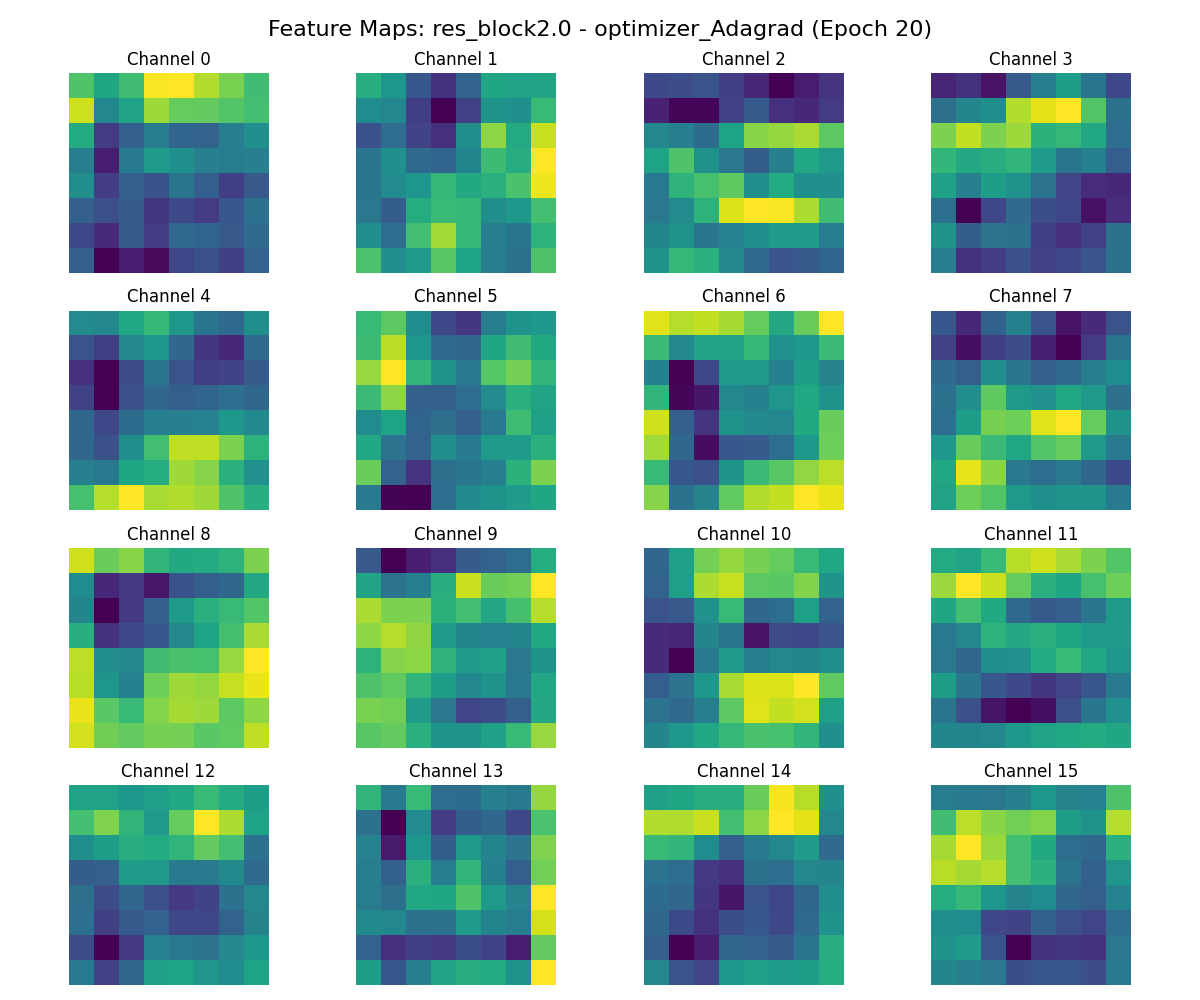 Feature Maps: res_block2.0 - optimizer_Adagrad (Epoch 20)
Channel 0
Channel 1
Channel 2
Channel 3
Channel 4
Channel 5
Channel 6
Channel 7
Channel 8
Channel 9
Channel 10
Channel 11
Channel 12
Channel 13
Channel 14
Channel 15